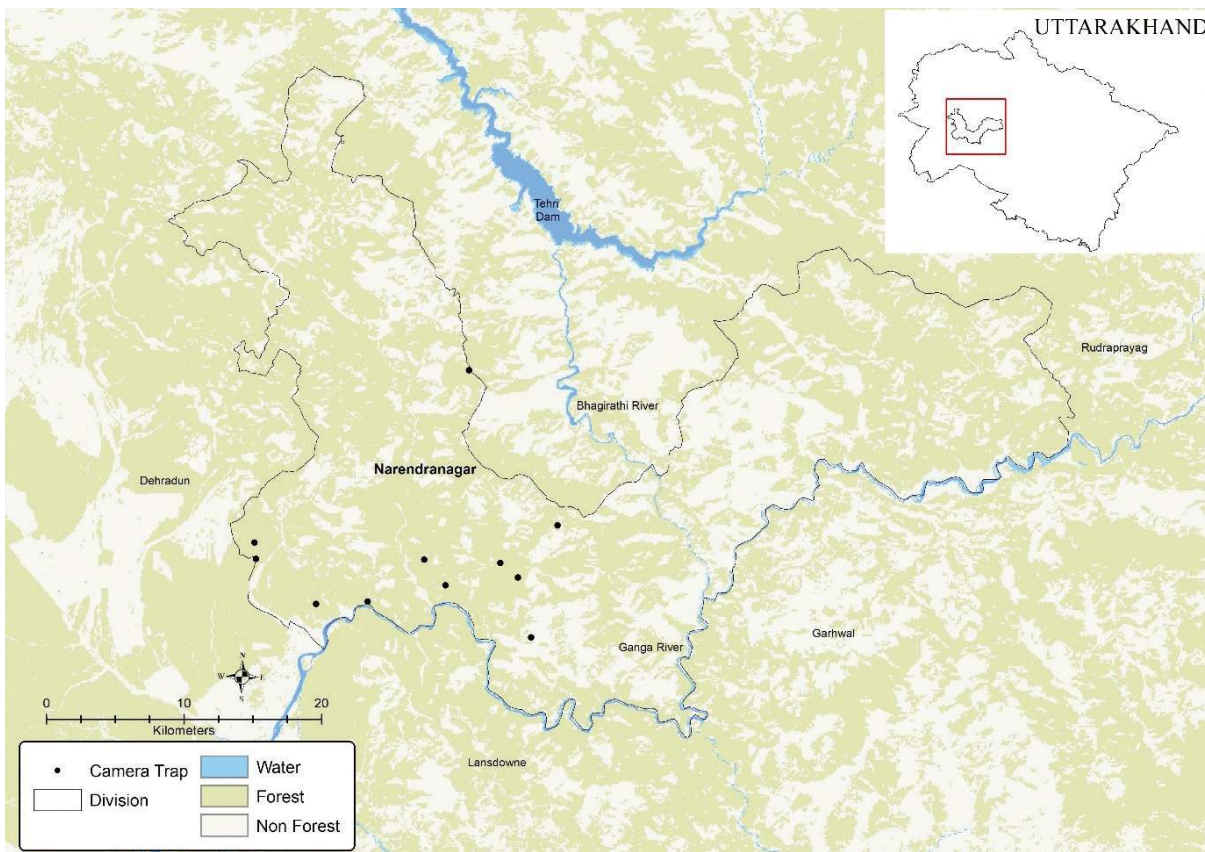 UTTARAKHAND
Tehri
Dam
Rudraprayag
Bhagirathi River
Narendranagar
Dehradun
Garhwal
Ganga River
N
W E
S
0 10 20
Kilometers
Lansdowne
Camera Trap
Division
Water
Forest
Non Forest